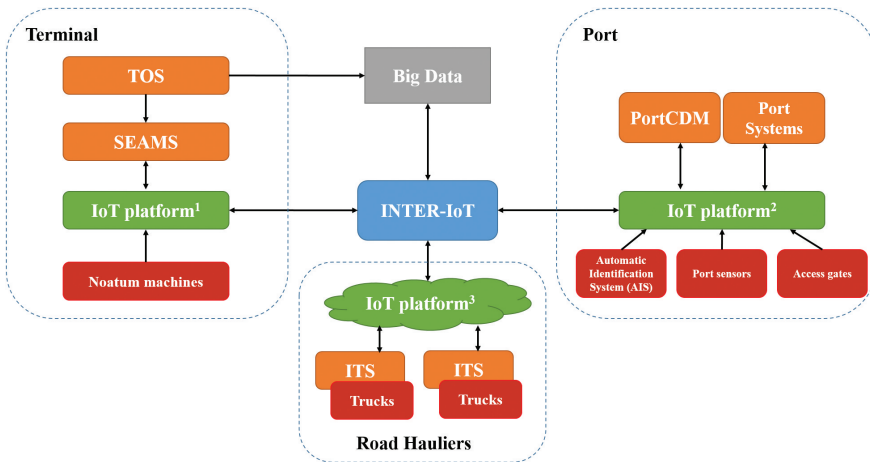 Terminal
TOS
SEAMS
IoT platform¹
Noatum machines
Big Data
INTER-IoT
IoT platform³
ITS
Trucks
ITS
Trucks
Road Hauliers
Port
PortCDM
Port
Systems
IoT platform²
Automatic
Identification
System (AIS)
Port sensors
Access gates